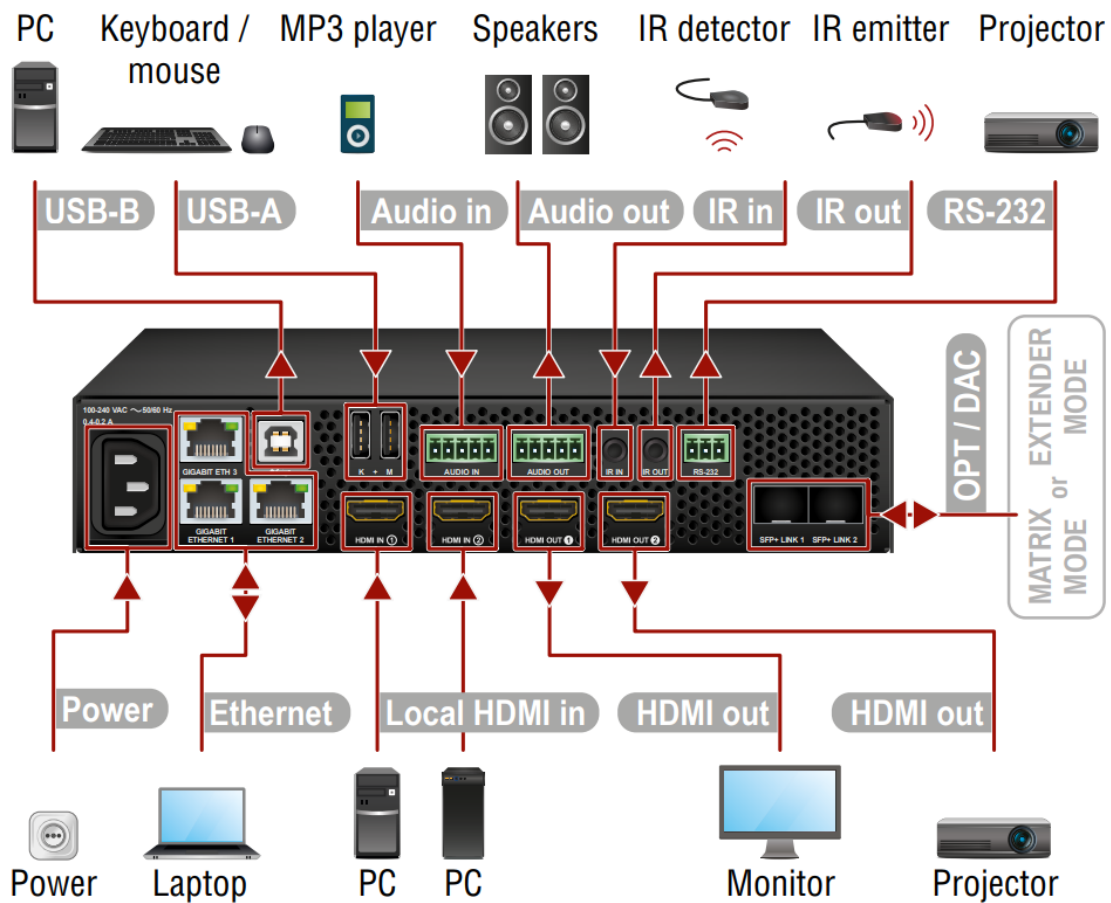 PC
Keyboard /
mouse
MP3 player
Speakers
IR detector
IR emitter
Projector
USB-B
USB-A
Audio in
Audio out
IR in
IR out
RS-232
100-240 VAC ～ 50/60 Hz
0.4-0.2 A
GIGABIT ETH 3
K + M
AUDIO IN
AUDIO OUT
IR IN
IR OUT
RS-232
GIGABIT
ETHERNET 1
GIGABIT
ETHERNET 2
HDMI IN ①
HDMI IN ②
HDMI OUT ❶
HDMI OUT ❷
SFP+ LINK 1
SFP+ LINK 2
OPT / DAC
MATRIX or EXTENDER
MODE MODE
Power
Ethernet
Local HDMI in
HDMI out
HDMI out
Power
Laptop
PC
PC
Monitor
Projector